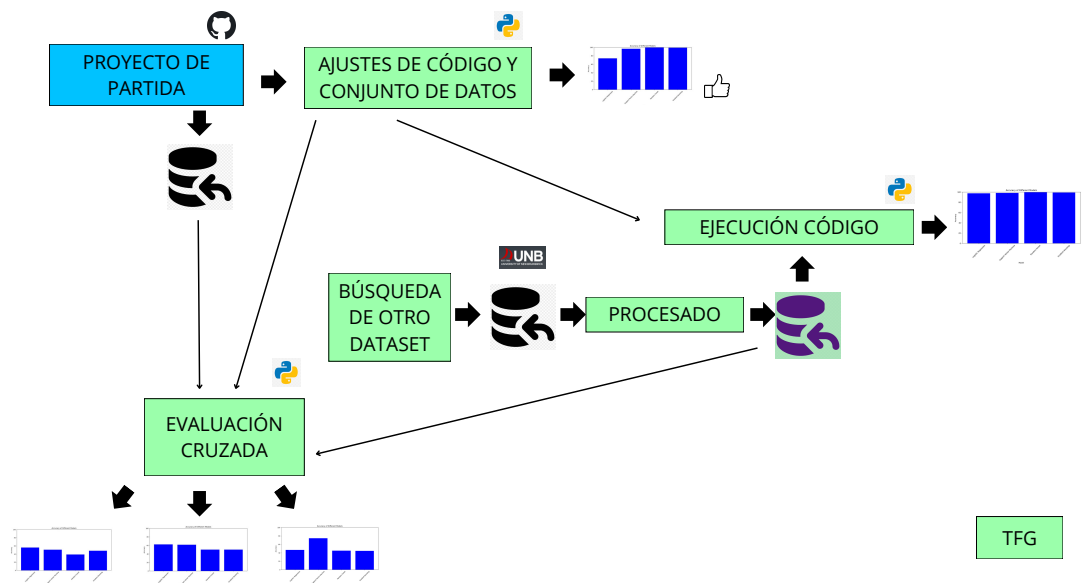 PROYECTO DE
PARTIDA
AJUSTES DE CÓDIGO Y
CONJUNTO DE DATOS
EJECUCIÓN CÓDIGO
UNB
BÚSQUEDA
DE OTRO
DATASET
PROCESADO
EVALUACIÓN
CRUZADA
TFG